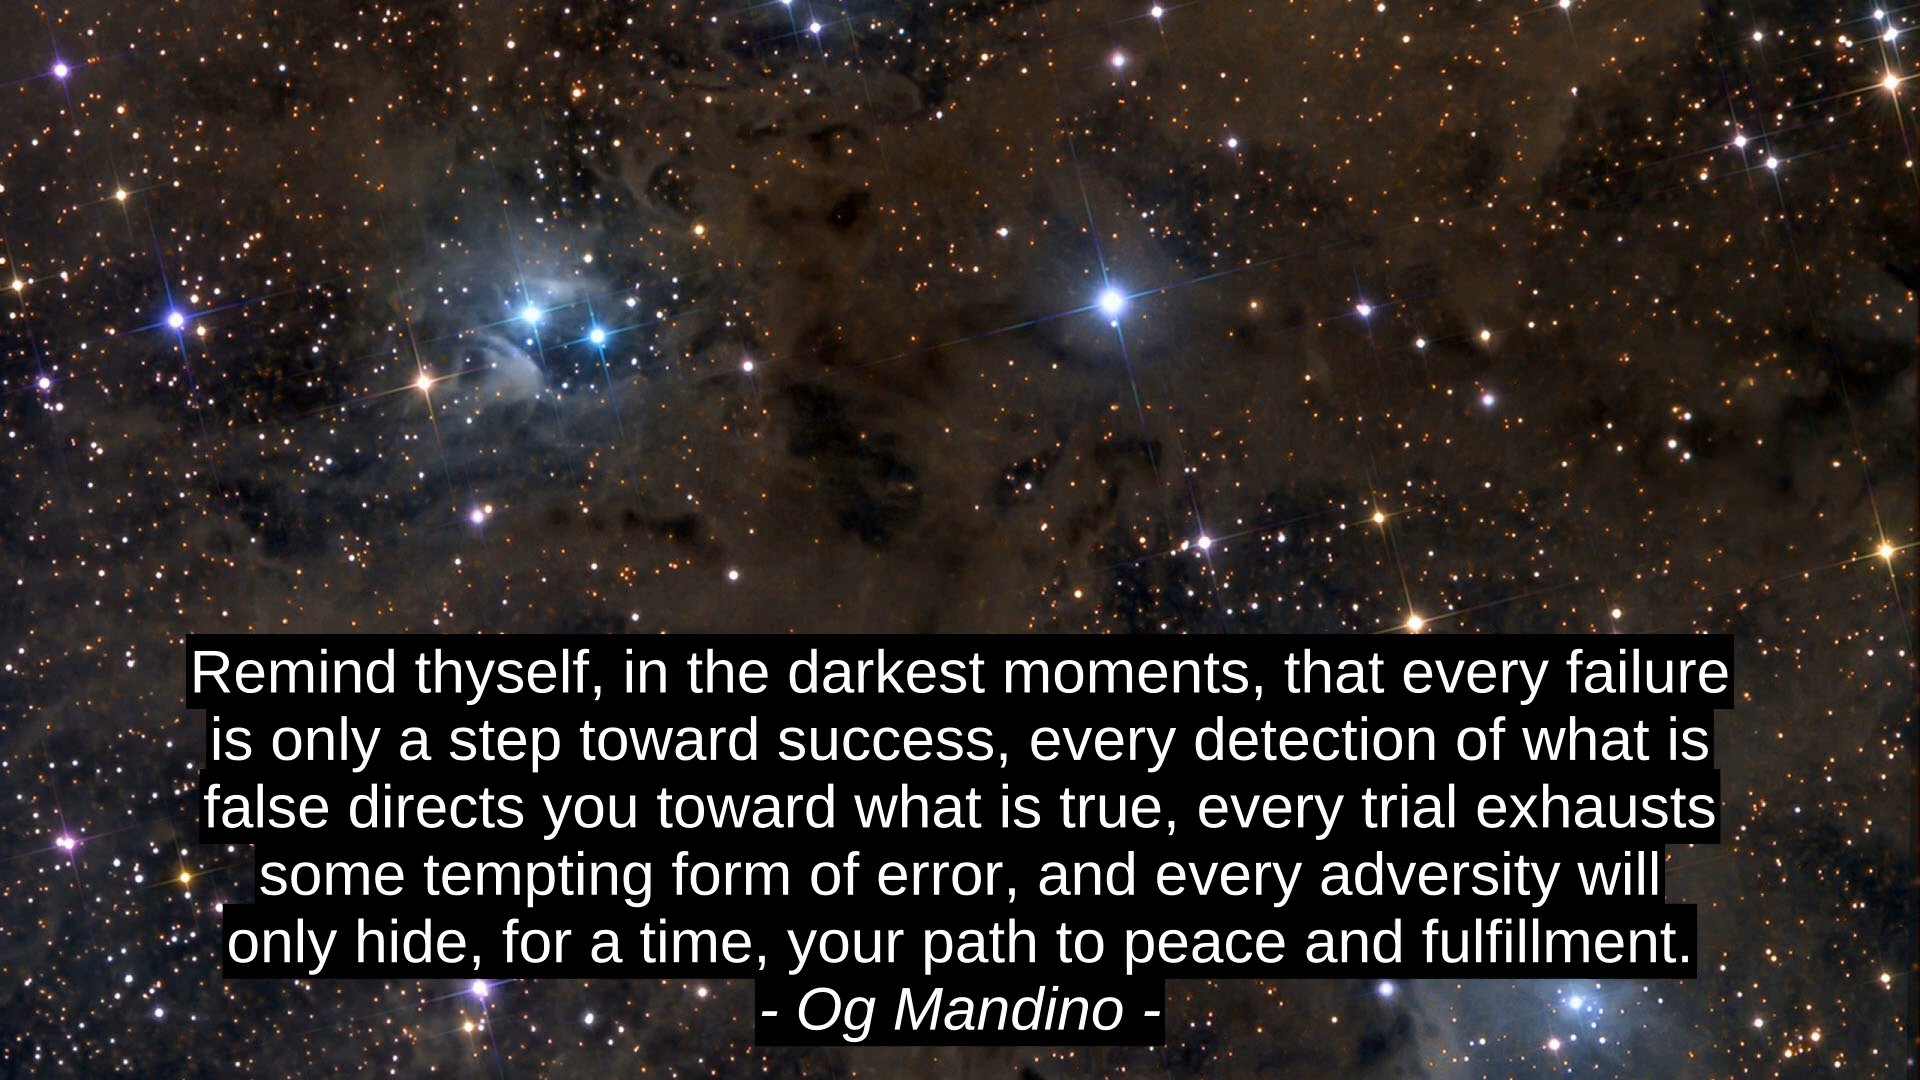 Remind thyself, in the darkest moments, that every failure
is only a step toward success, every detection of what is
false directs you toward what is true, every trial exhausts
some tempting form of error, and every adversity will
only hide, for a time, your path to peace and fulfillment.
- Og Mandino -